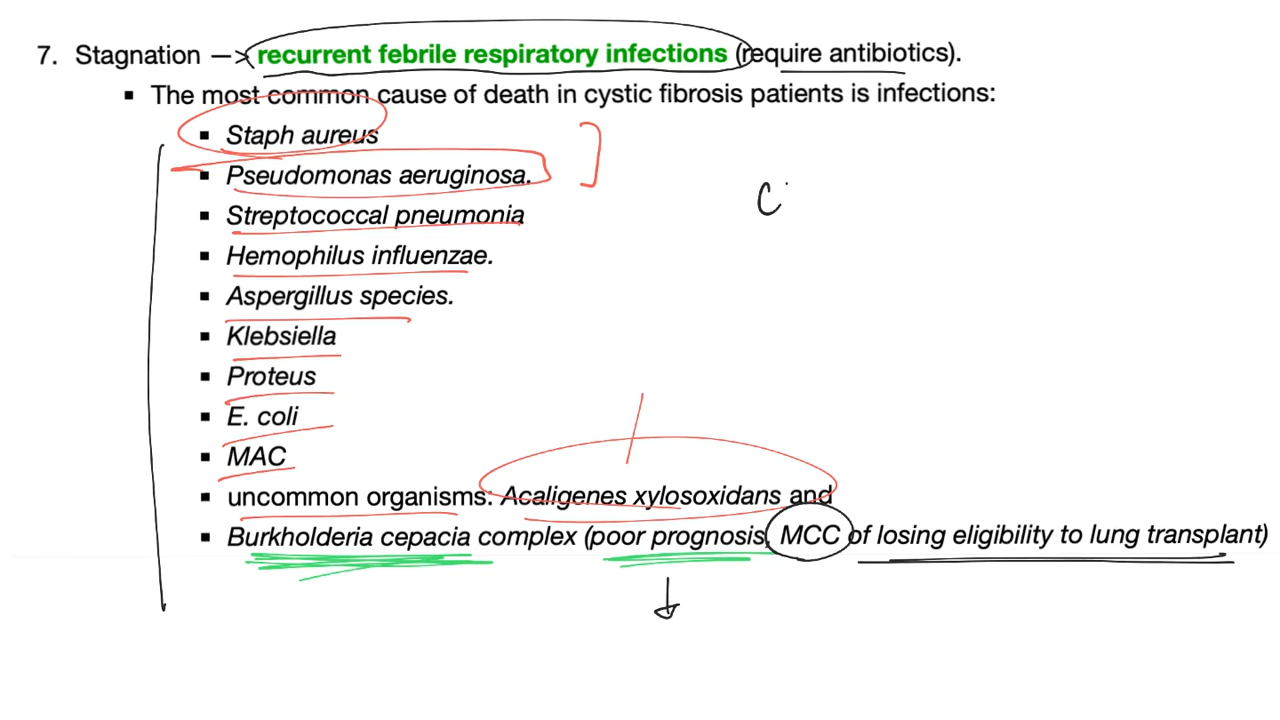 7. Stagnation —> recurrent febrile respiratory infections (require antibiotics).
▪ The most common cause of death in cystic fibrosis patients is infections:
▪ Staph aureus
▪ Pseudomonas aeruginosa.
▪ Streptococcal pneumonia
C
▪ Hemophilus influenzae.
▪ Aspergillus species.
▪ Klebsiella
▪ Proteus
▪ E. coli
▪ MAC
▪ uncommon organisms: Acaligenes xylosoxidans and
▪ Burkholderia cepacia complex (poor prognosis, MCC of losing eligibility to lung transplant)